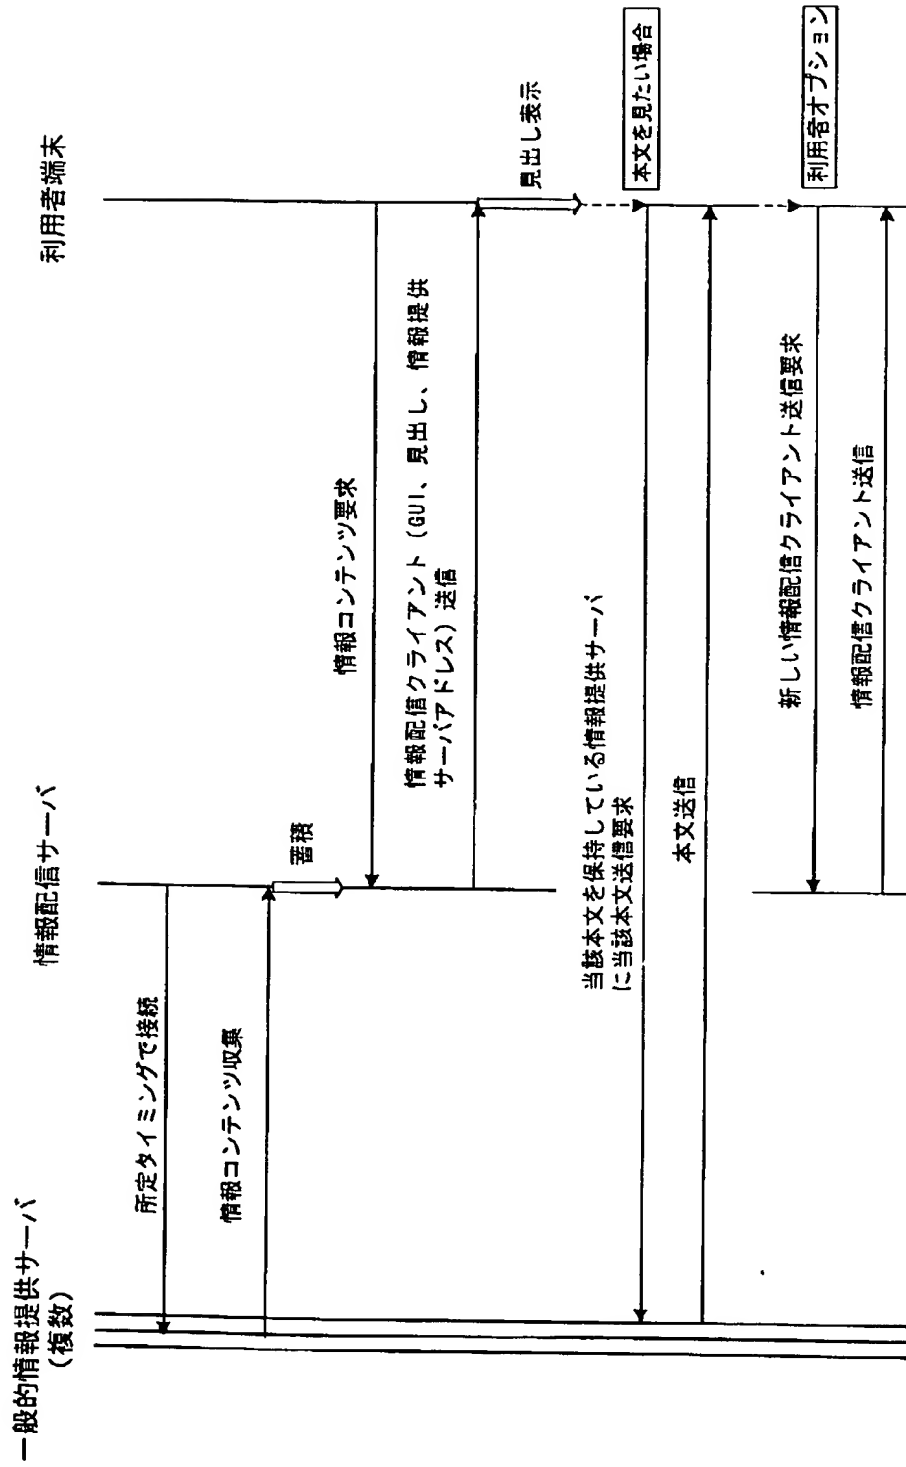 一般的情報提供サーバ
(複数)
情報配信サーバ
利用者端末
所定タイミングで接続
情報コンテンツ収集
蓄積
情報コンテンツ要求
情報配信クライアント(GUI、見出し、情報提供
サーバアドレス)送信
見出し表示
本文を見たい場合
当該本文を保持している情報提供サーバ
に当該本文送信要求
本文送信
利用者オプション
新しい情報配信クライアント送信要求
情報配信クライアント送信